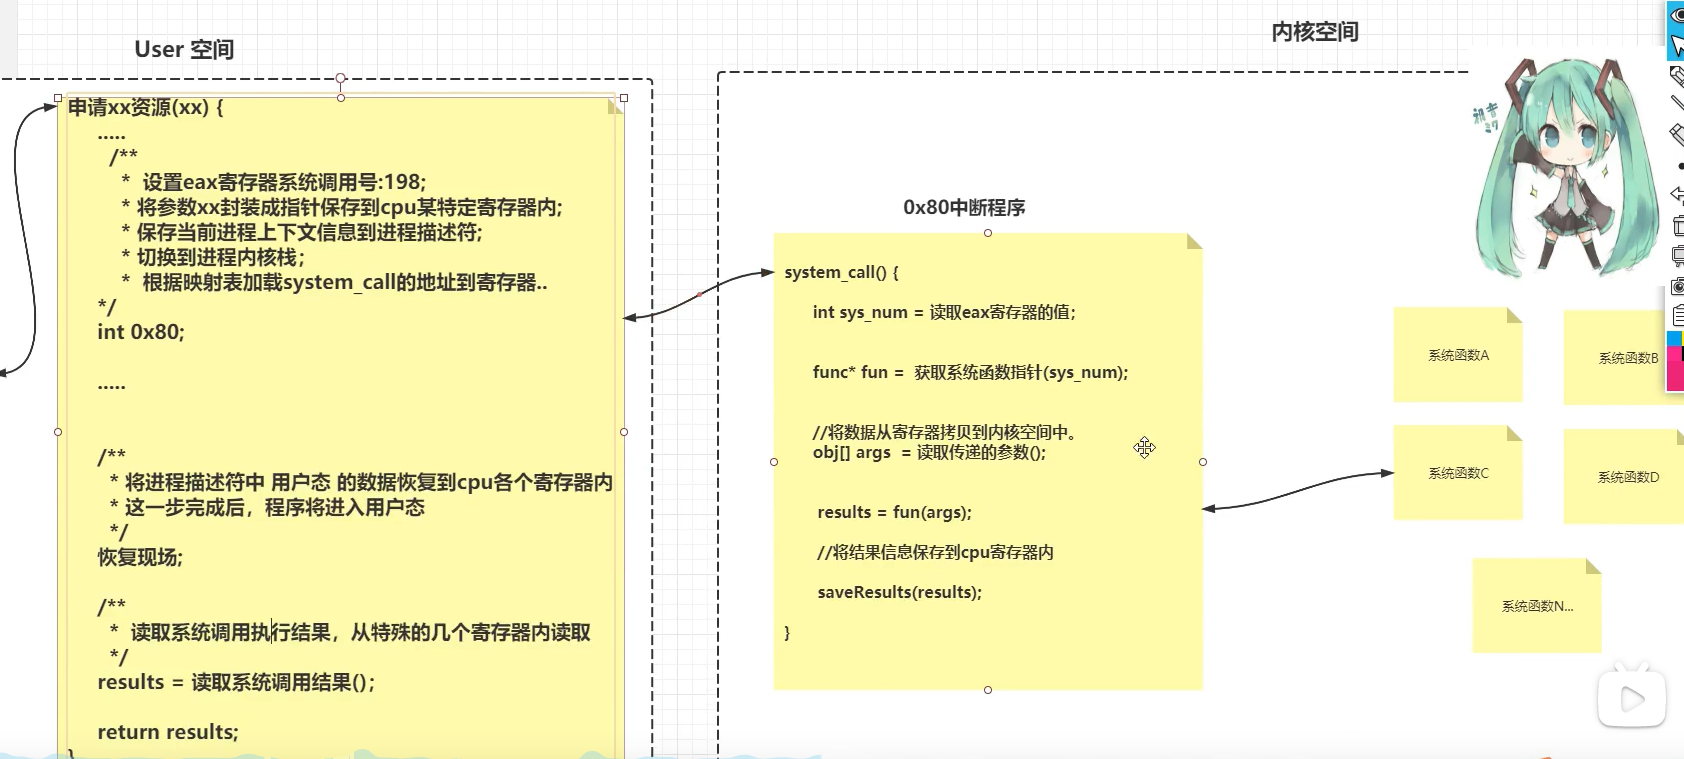 User 空间
申请xx资源(xx) {
.....
/**
* 设置eax寄存器系统调用号:198;
* 将参数xx封装成指针保存到cpu某特定寄存器内;
* 保存当前进程上下文信息到进程描述符;
* 切换到进程内核栈;
* 根据映射表加载system_call的地址到寄存器..
*/
int 0x80;
.....
/**
* 将进程描述符中 用户态 的数据恢复到cpu各个寄存器内
* 这一步完成后，程序将进入用户态
*/
恢复现场;
/**
* 读取系统调用执行结果，从特殊的几个寄存器内读取
*/
results = 读取系统调用结果();
return results;
}
内核空间
初音ミク
0x80中断程序
system_call() {
int sys_num = 读取eax寄存器的值;
func* fun = 获取系统函数指针(sys_num);
//将数据从寄存器拷贝到内核空间中。
obj[] args = 读取传递的参数();
results = fun(args);
//将结果信息保存到cpu寄存器内
saveResults(results);
}
系统函数A
系统函数B
系统函数C
系统函数D
系统函数N...